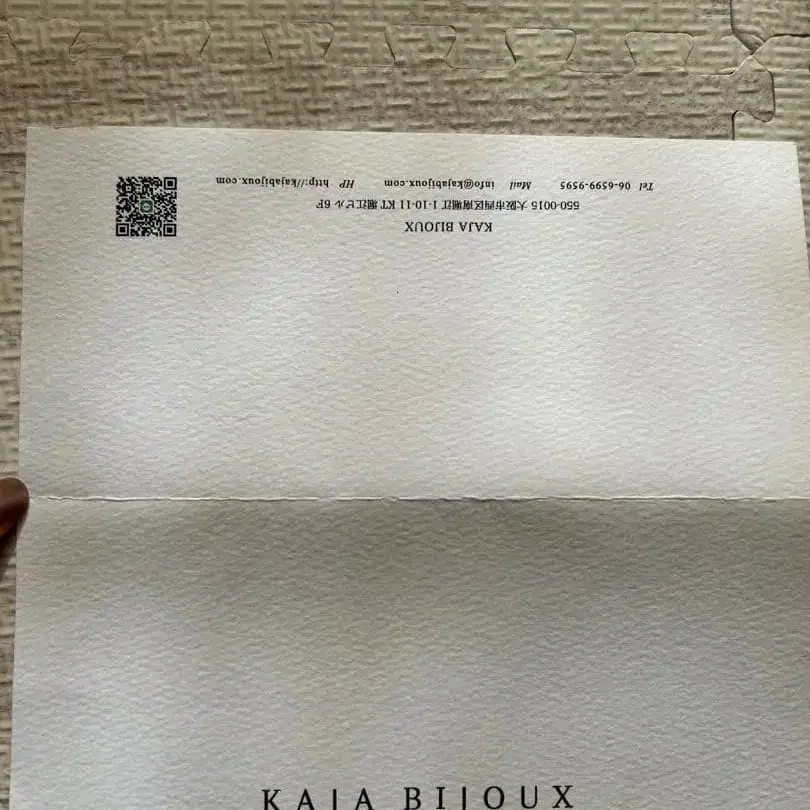 KAJA BIJOUX
550-0015 大阪市西区南堀江 1-10-11 KT 堀江ビル 6F
Tel 06-6599-9595 Mail info@kajabijoux.com HP http://kajabijoux.com
KAJA BIJOUX